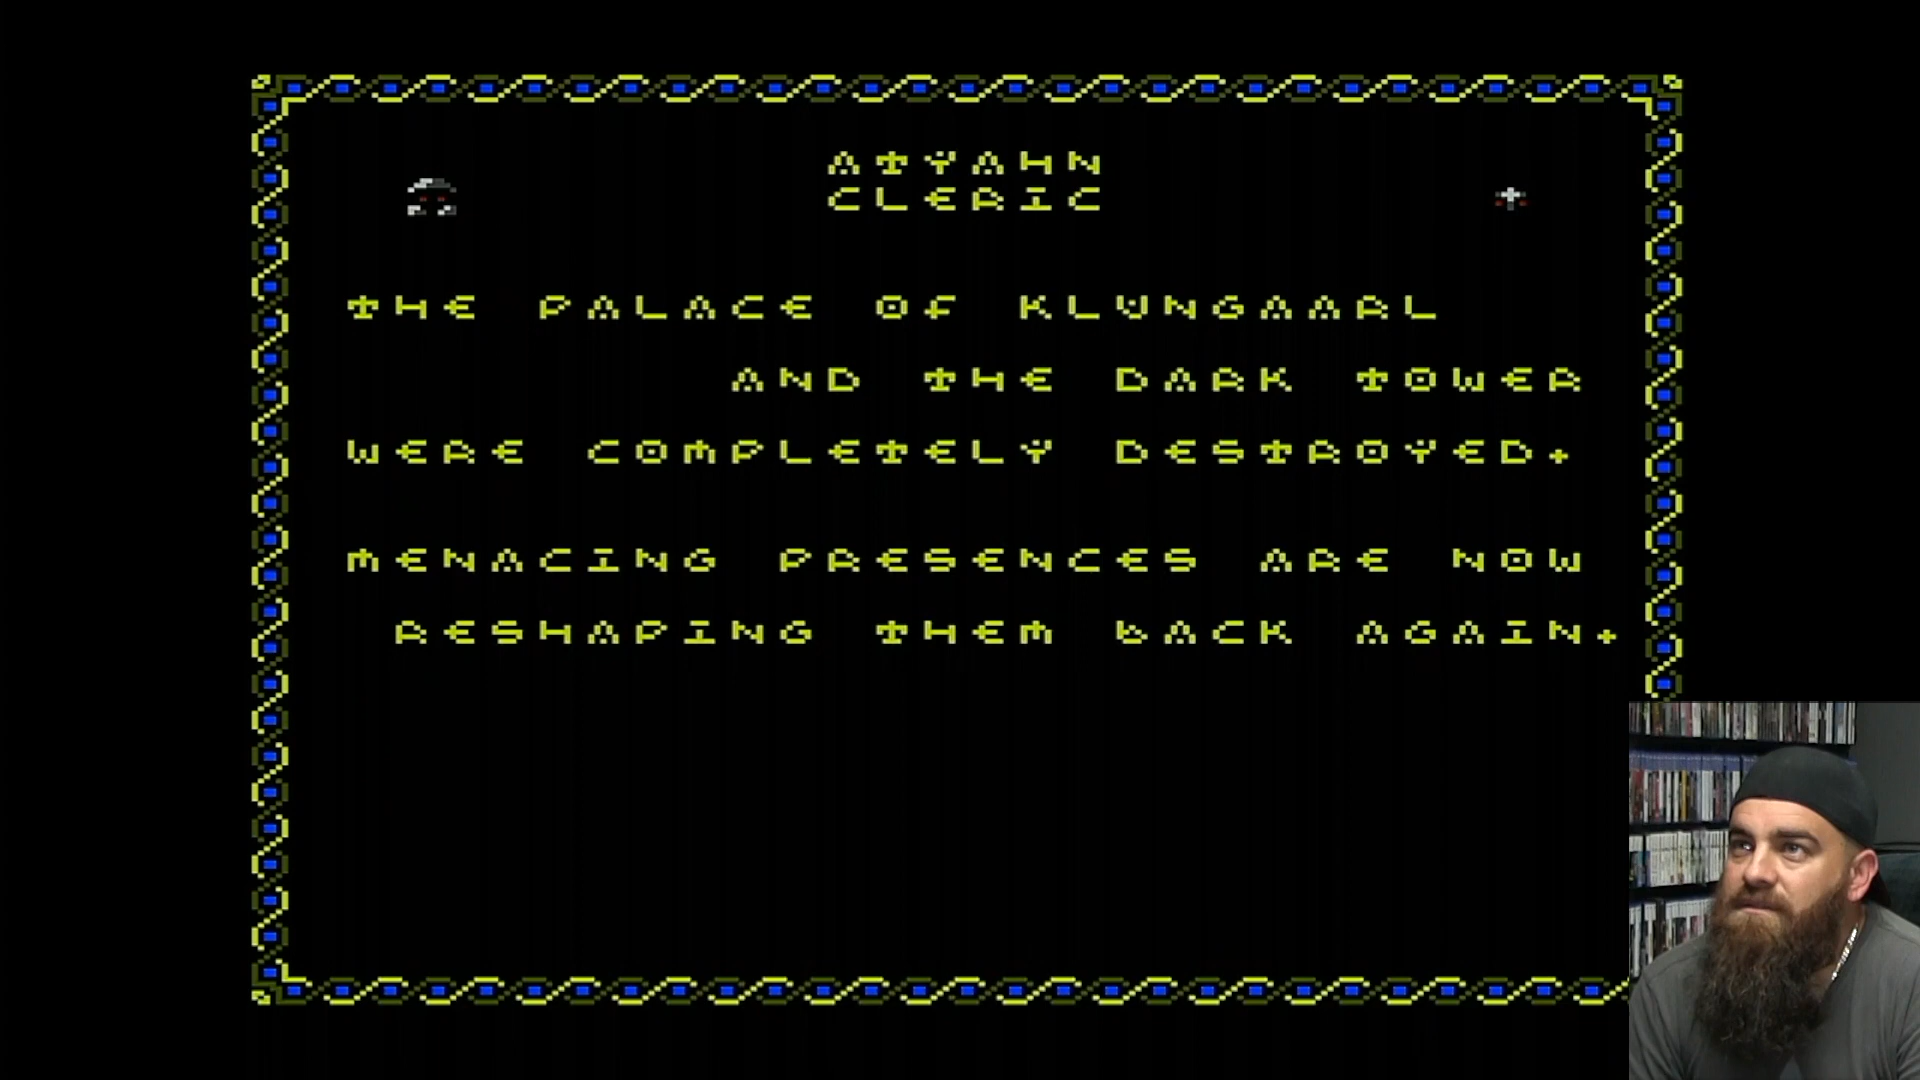 ATYAHN
CLERIC
THE PALACE OF KLUNGAARL
AND THE DARK TOWER
WERE COMPLETELY DESTROYED.
MENACING PRESENCES ARE NOW
RESHAPING THEM BACK AGAIN.